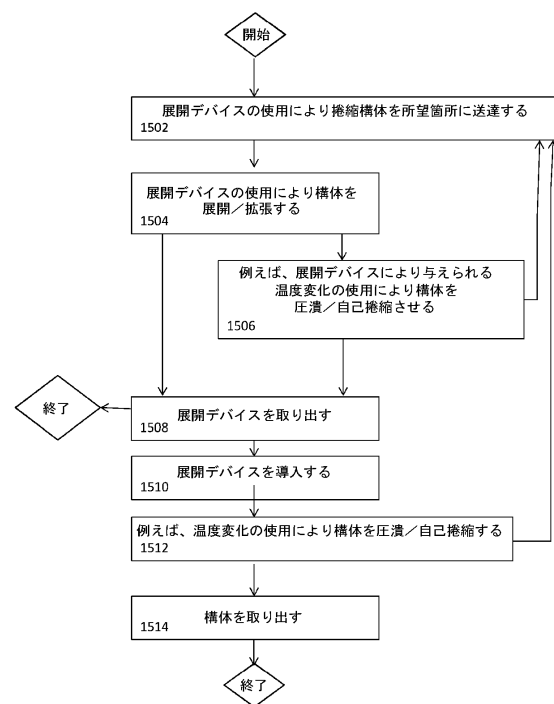 開始
展開デバイスの使用により捲縮構体を所望箇所に送達する
1502
展開デバイスの使用により構体を
展開／拡張する
1504
例えば、展開デバイスにより与えられる
温度変化の使用により構体を
圧潰／自己捲縮させる
1506
終了
展開デバイスを取り出す
1508
展開デバイスを導入する
1510
例えば、温度変化の使用により構体を圧潰／自己捲縮する
1512
構体を取り出す
1514
終了